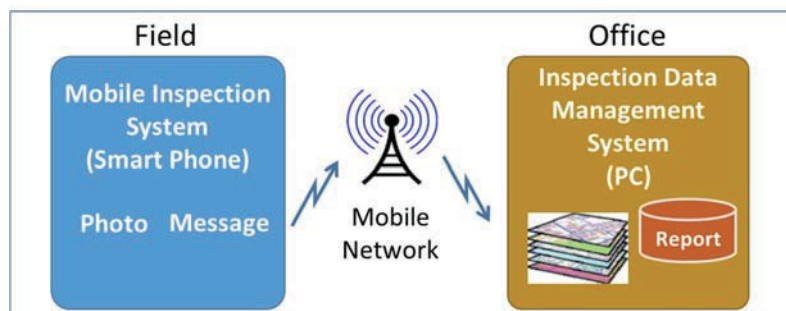 Field
Mobile Inspection
System
(Smart Phone)
Photo Message
Mobile
Network
Office
Inspection Data
Management
System
(PC)
Report